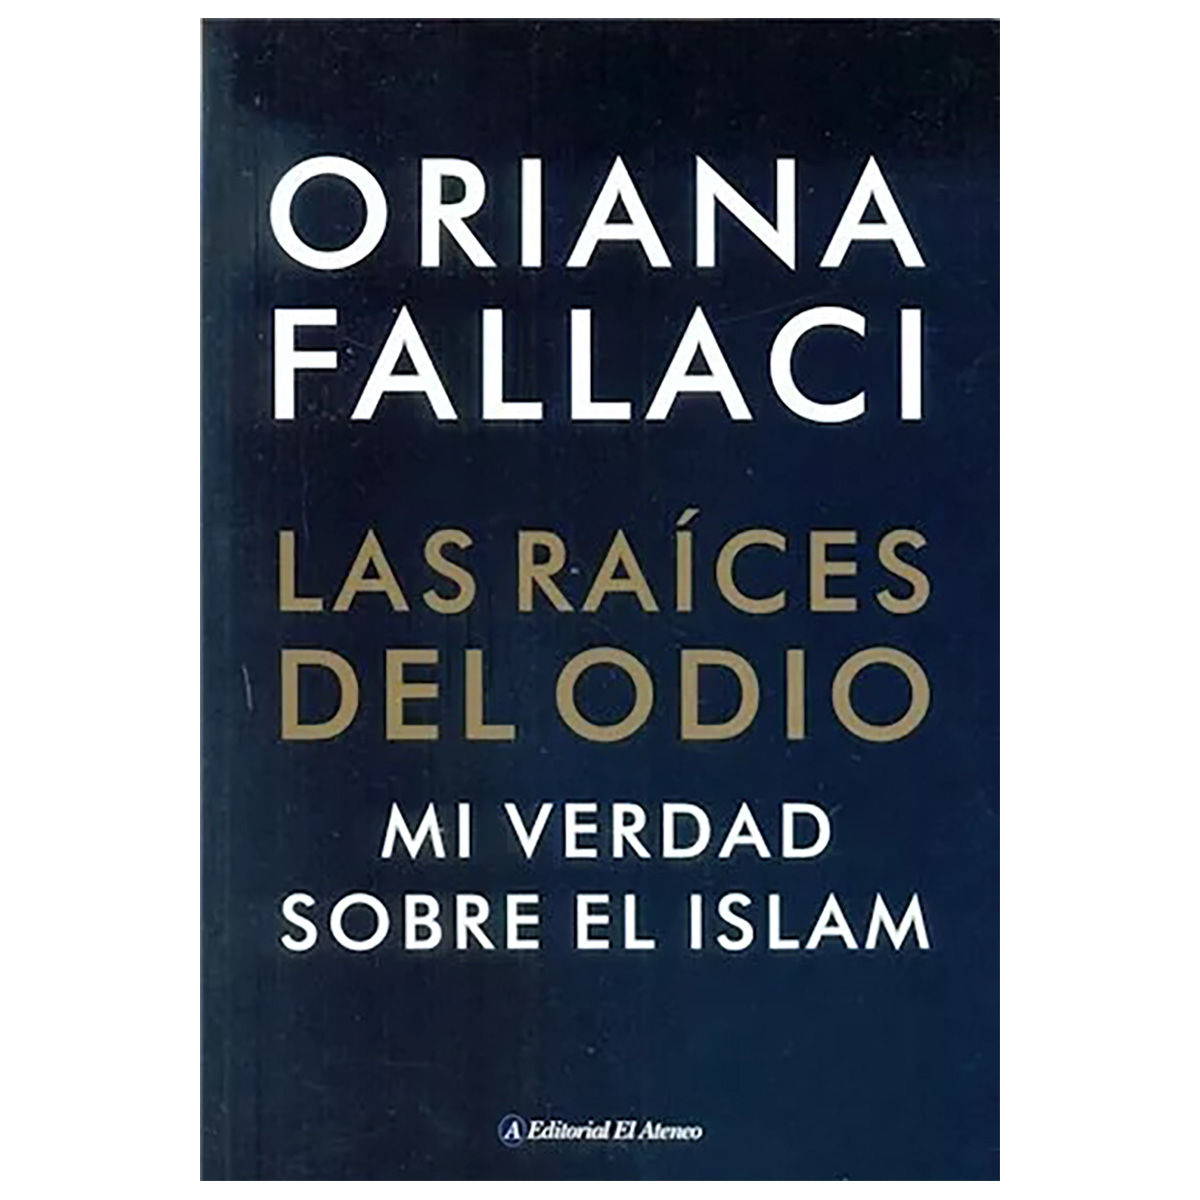 ORIANA
FALLACI
LAS RAÍCES
DEL ODIO
MI VERDAD
SOBRE EL ISLAM
A Editorial El Ateneo